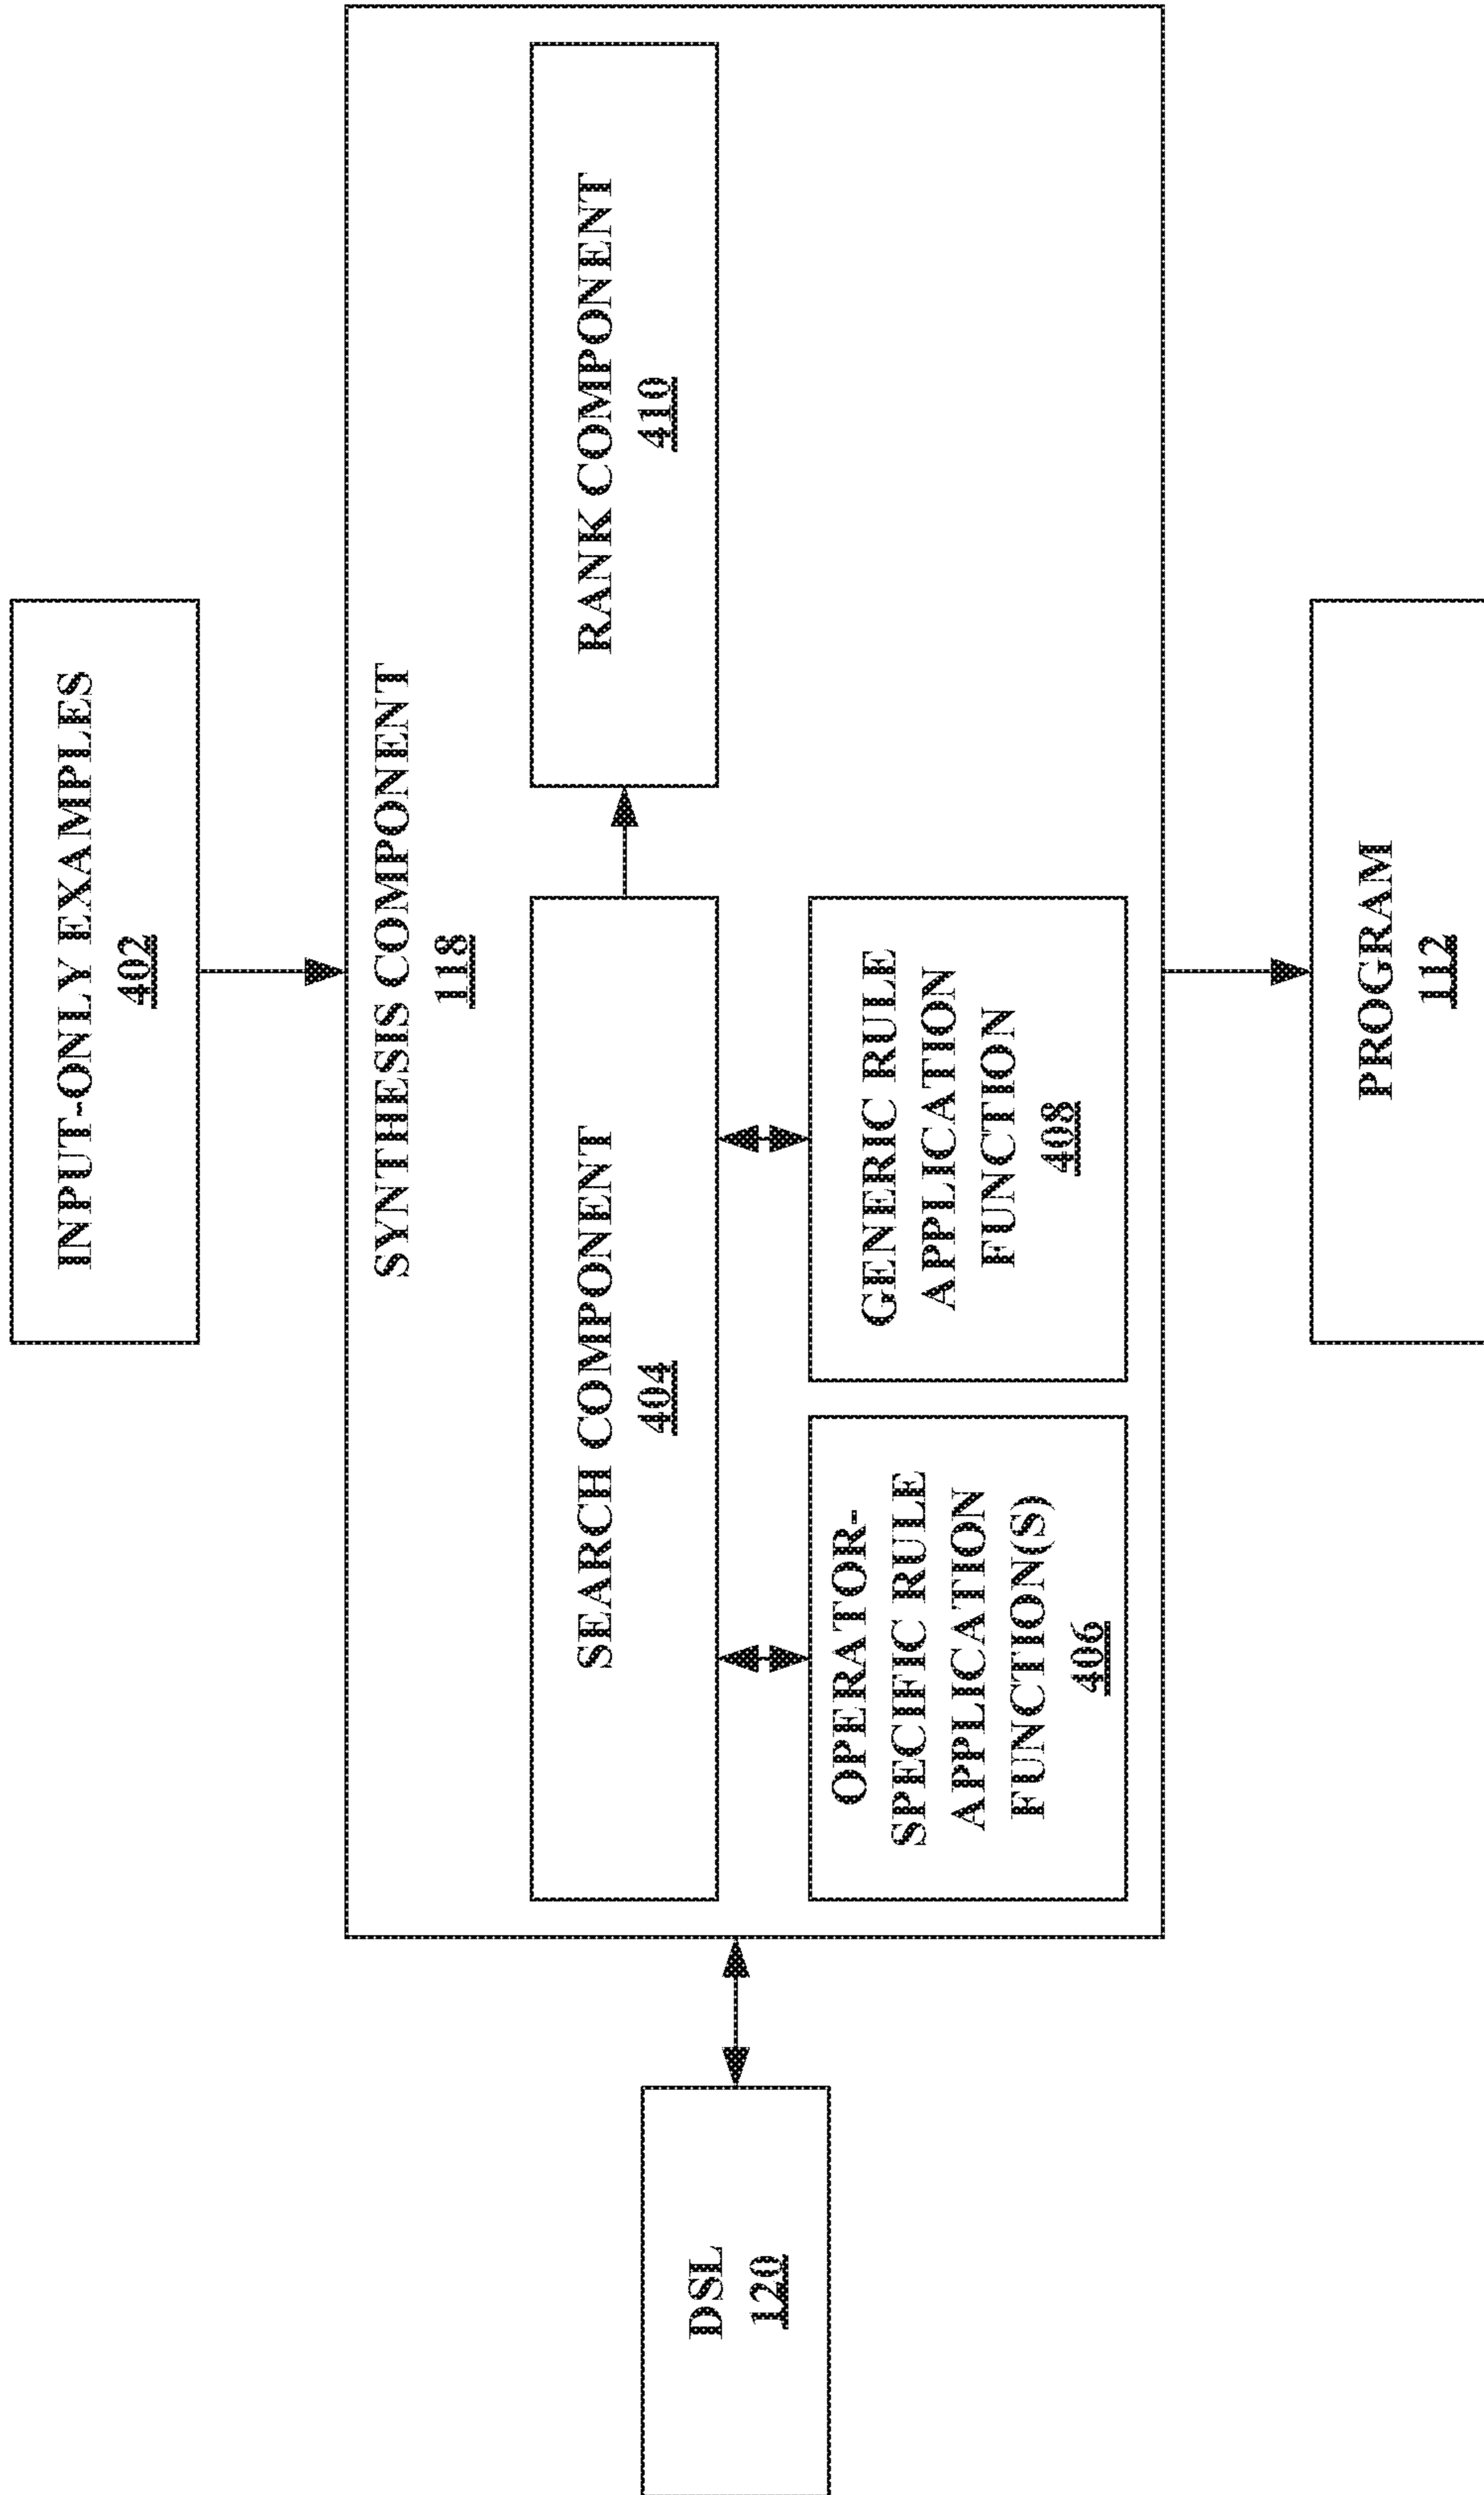 INPUT-ONLY EXAMPLES
402
SYNTHESIS COMPONENT
118
SEARCH COMPONENT
404
RANK COMPONENT
410
OPERATOR-
SPECIFIC RULE
APPLICATION
FUNCTION(S)
406
GENERIC RULE
APPLICATION
FUNCTION
408
DSL
120
PROGRAM
112